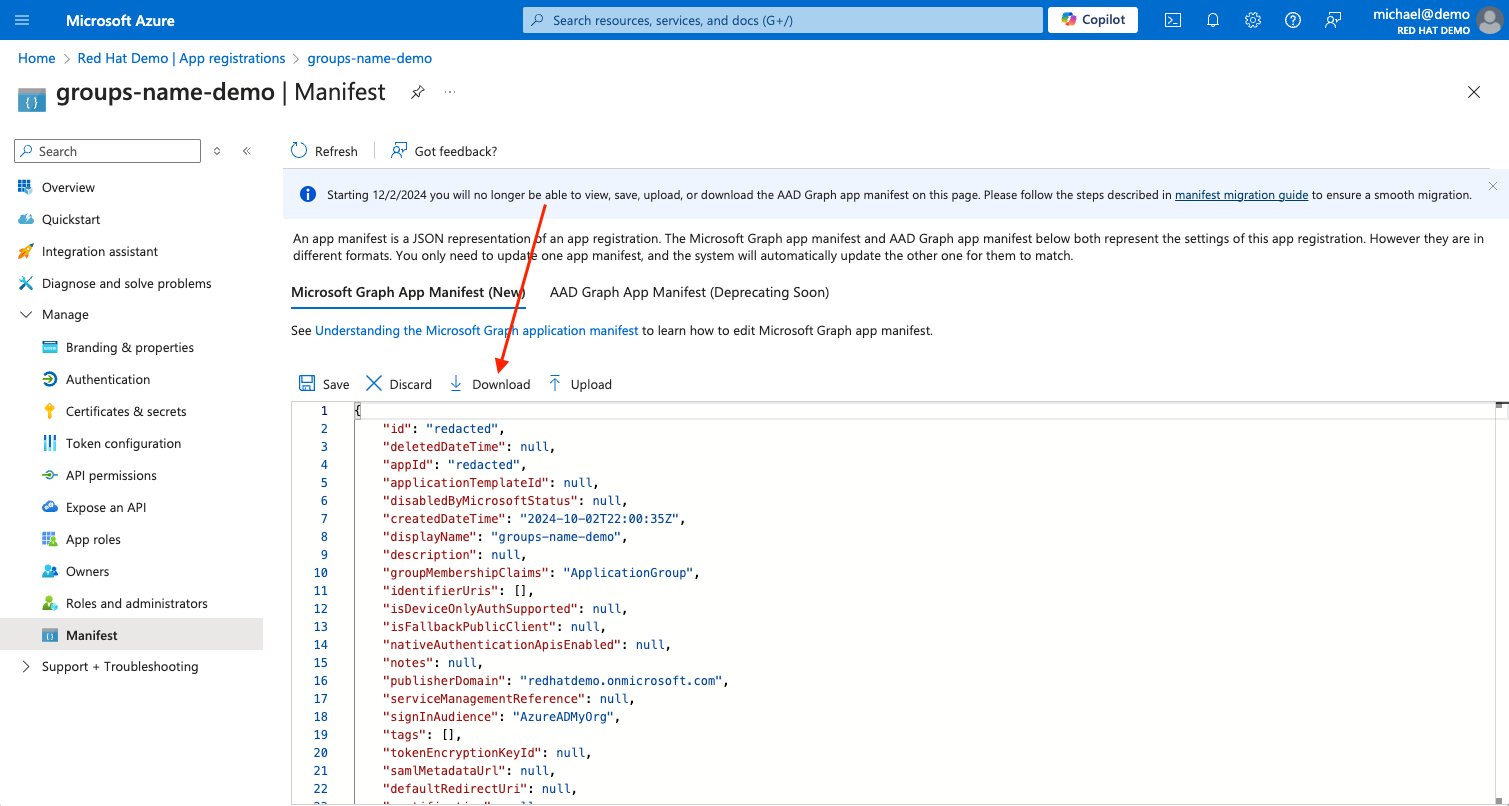 Microsoft Azure
Search resources, services, and docs (G+/)
Copilot
michael@demo
RED HAT DEMO
Home > Red Hat Demo | App registrations > groups-name-demo
groups-name-demo | Manifest
Search
Refresh
Got feedback?
Overview
Quickstart
Integration assistant
Diagnose and solve problems
Manage
Branding & properties
Authentication
Certificates & secrets
Token configuration
API permissions
Expose an API
App roles
Owners
Roles and administrators
Manifest
Support + Troubleshooting
Starting 12/2/2024 you will no longer be able to view, save, upload, or download the AAD Graph app manifest on this page. Please follow the steps described in manifest migration guide to ensure a smooth migration.
An app manifest is a JSON representation of an app registration. The Microsoft Graph app manifest and AAD Graph app manifest below both represent the settings of this app registration. However they are in
different formats. You only need to update one app manifest, and the system will automatically update the other one for them to match.
Microsoft Graph App Manifest (New)
AAD Graph App Manifest (Deprecating Soon)
See Understanding the Microsoft Graph application manifest to learn how to edit Microsoft Graph app manifest.
Save
Discard
Download
Upload
1 {
2 "id": "redacted",
3 "deletedDateTime": null,
4 "appId": "redacted",
5 "applicationTemplateId": null,
6 "disabledByMicrosoftStatus": null,
7 "createdDateTime": "2024-10-02T22:00:35Z",
8 "displayName": "groups-name-demo",
9 "description": null,
10 "groupMembershipClaims": "ApplicationGroup",
11 "identifierUris": [],
12 "isDeviceOnlyAuthSupported": null,
13 "isFallbackPublicClient": null,
14 "nativeAuthenticationApisEnabled": null,
15 "notes": null,
16 "publisherDomain": "redhatdemo.onmicrosoft.com",
17 "serviceManagementReference": null,
18 "signInAudience": "AzureADMyOrg",
19 "tags": [],
20 "tokenEncryptionKeyId": null,
21 "samlMetadataUrl": null,
22 "defaultRedirectUri": null,